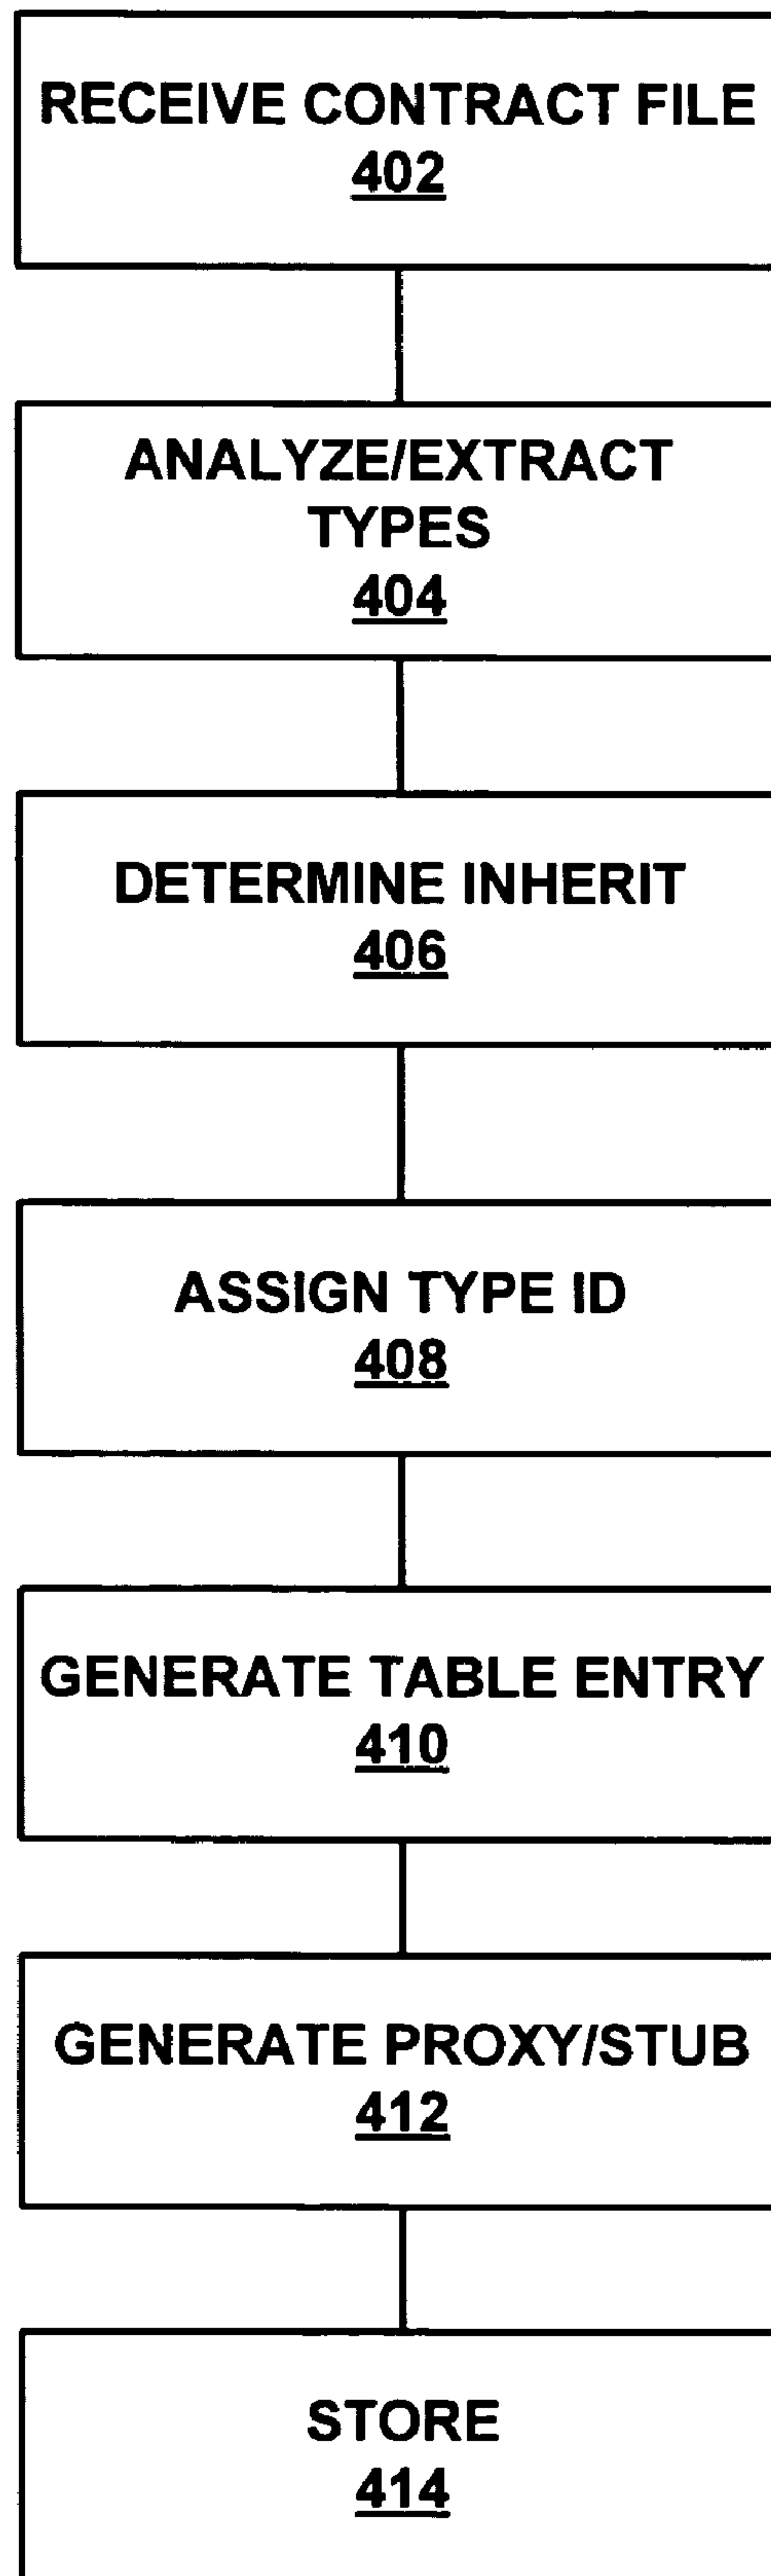 RECEIVE CONTRACT FILE
402
ANALYZE/EXTRACT
TYPES
404
DETERMINE INHERIT
406
ASSIGN TYPE ID
408
GENERATE TABLE ENTRY
410
GENERATE PROXY/STUB
412
STORE
414